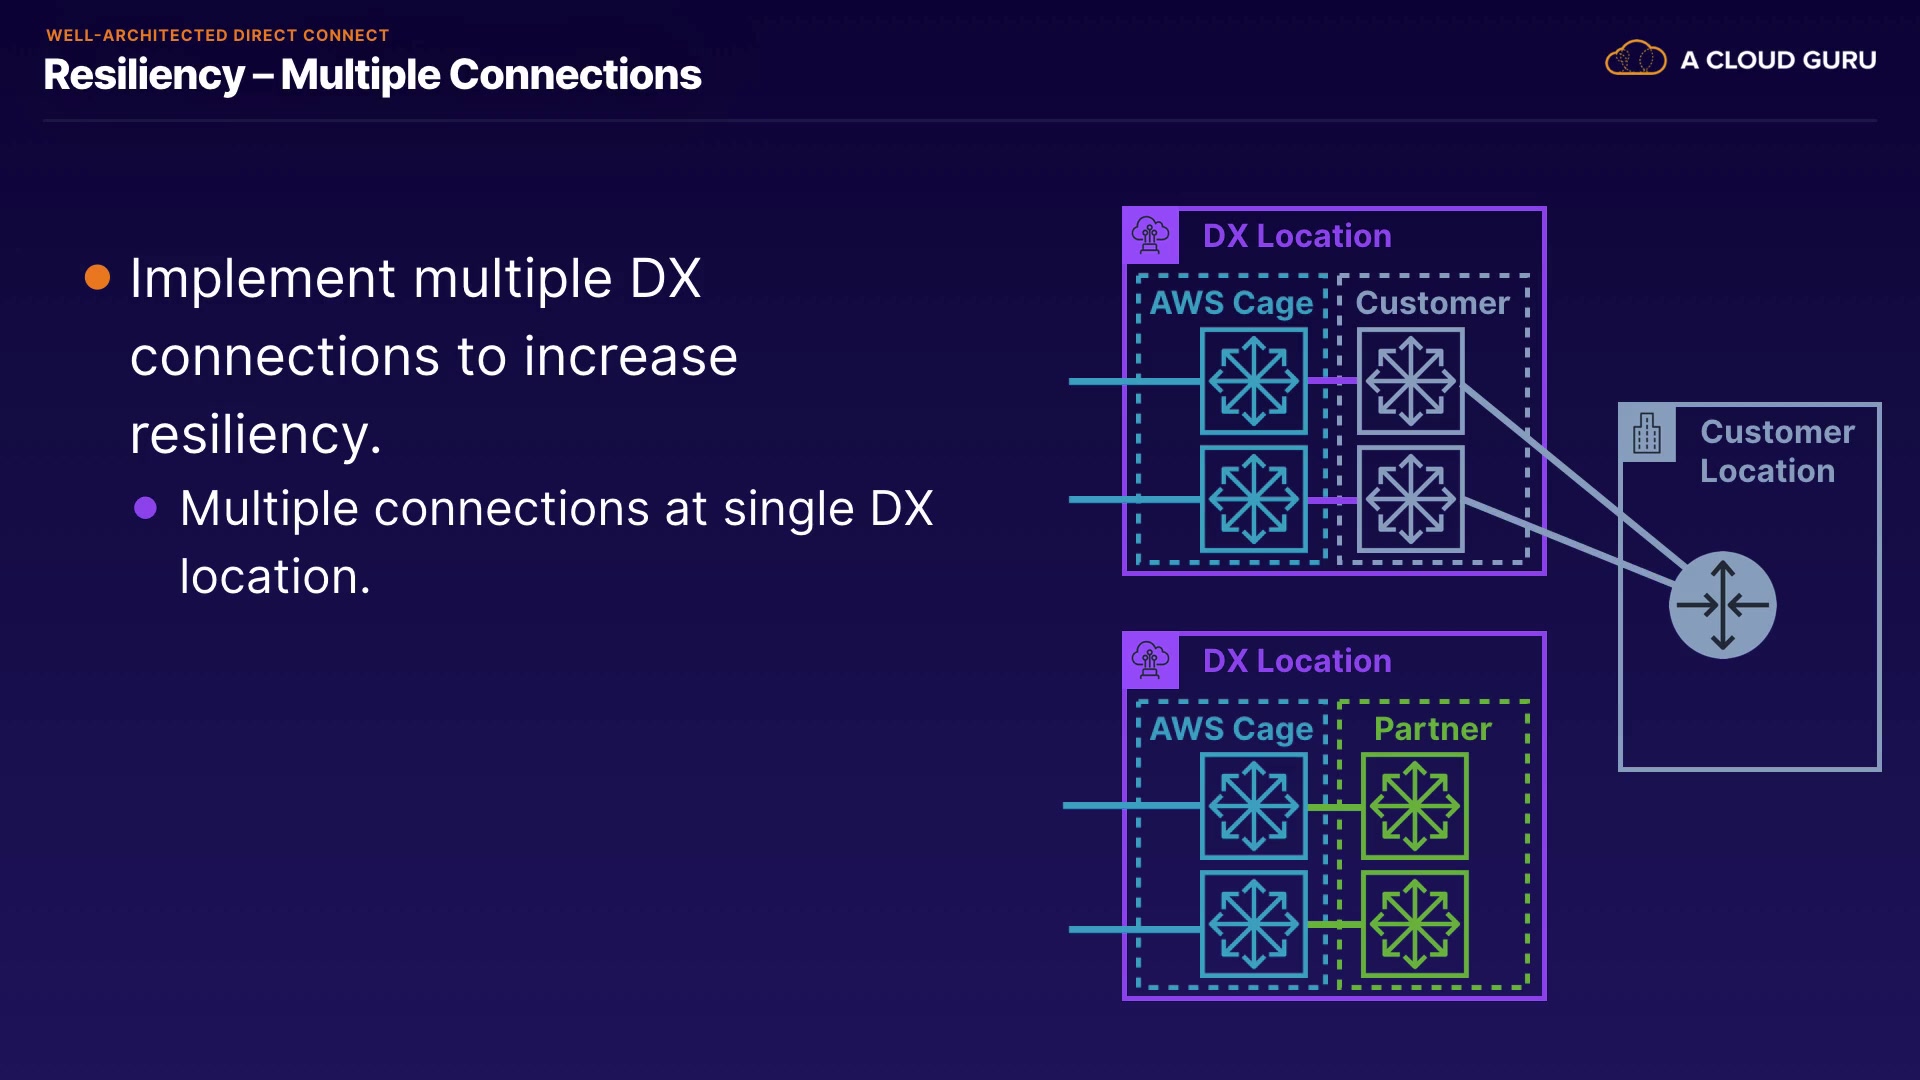 WELL-ARCHITECTED DIRECT CONNECT
Resiliency – Multiple Connections
A CLOUD GURU
Implement multiple DX
connections to increase
resiliency.
Multiple connections at single DX
location.
DX Location
AWS Cage
Customer
Customer
Location
DX Location
AWS Cage
Partner